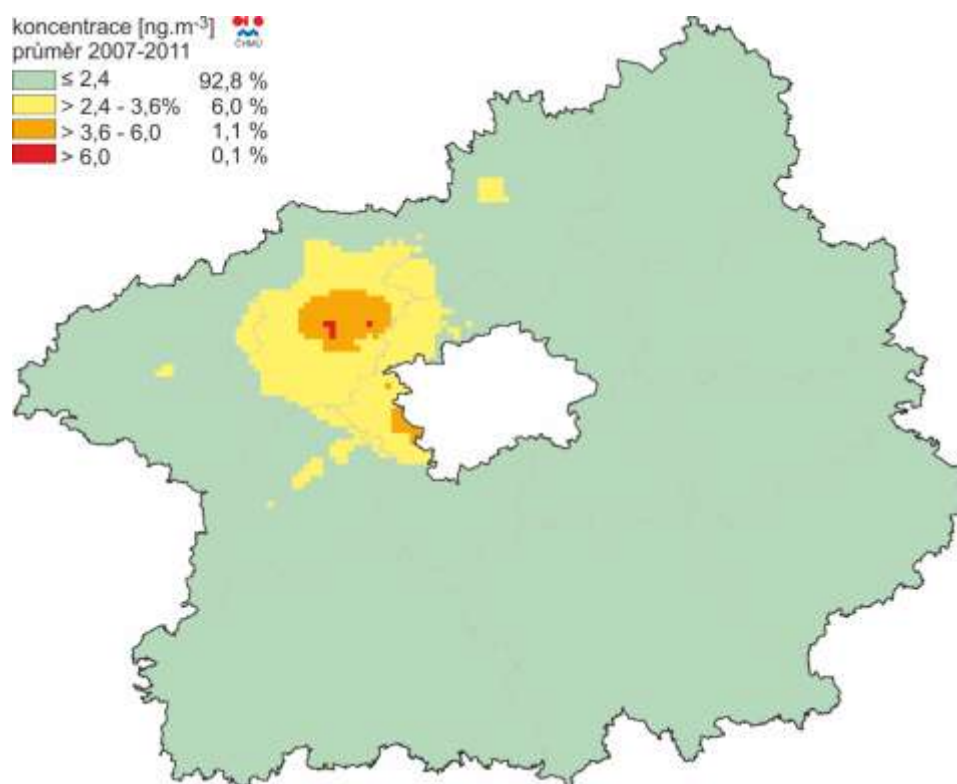 koncentrace [ng.m-3]
ČHMÚ
průměr 2007-2011
≤ 2,4 92,8 %
> 2,4 - 3,6% 6,0 %
> 3,6 - 6,0 1,1 %
> 6,0 0,1 %